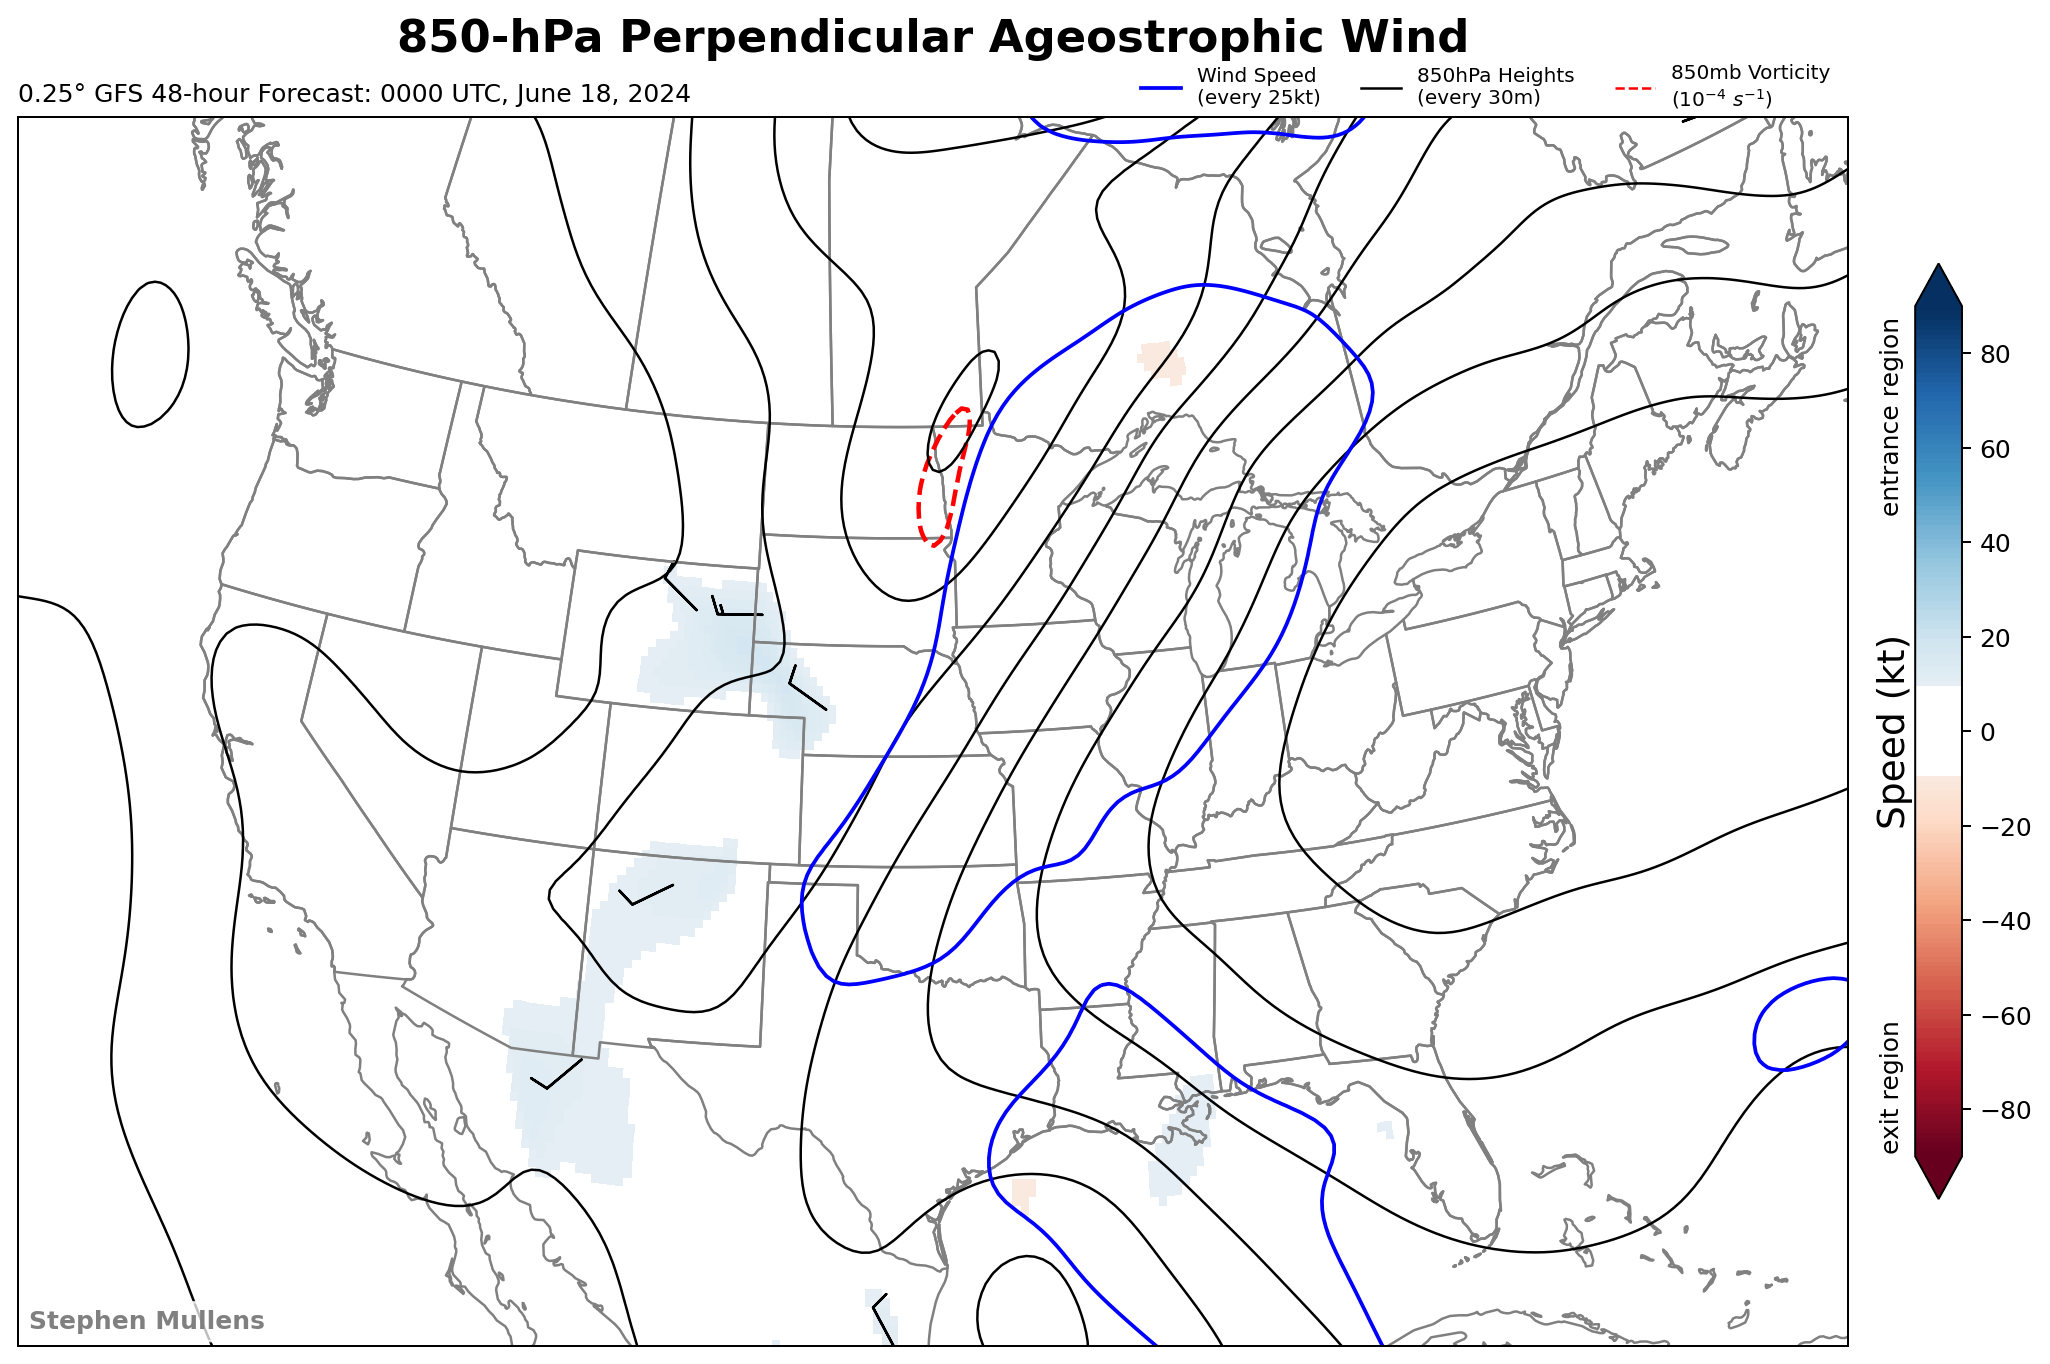 850-hPa Perpendicular Ageostrophic Wind
0.25° GFS 48-hour Forecast: 0000 UTC, June 18, 2024
Wind Speed
(every 25kt)
850hPa Heights
(every 30m)
850mb Vorticity
(10⁻⁴ s⁻¹)
entrance region
Speed (kt)
exit region
80
60
40
20
0
−20
−40
−60
−80
Stephen Mullens